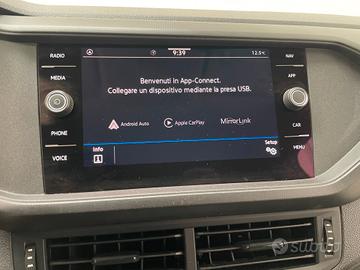 RADIO
MEDIA
PHONE
VOICE
9:39
12.5°C
Benvenuti in App-Connect.
Collegare un dispositivo mediante la presa USB.
Android Auto
Apple CarPlay
MirrorLink
Info
Setup
NAV
APP
CAR
MENU
subito